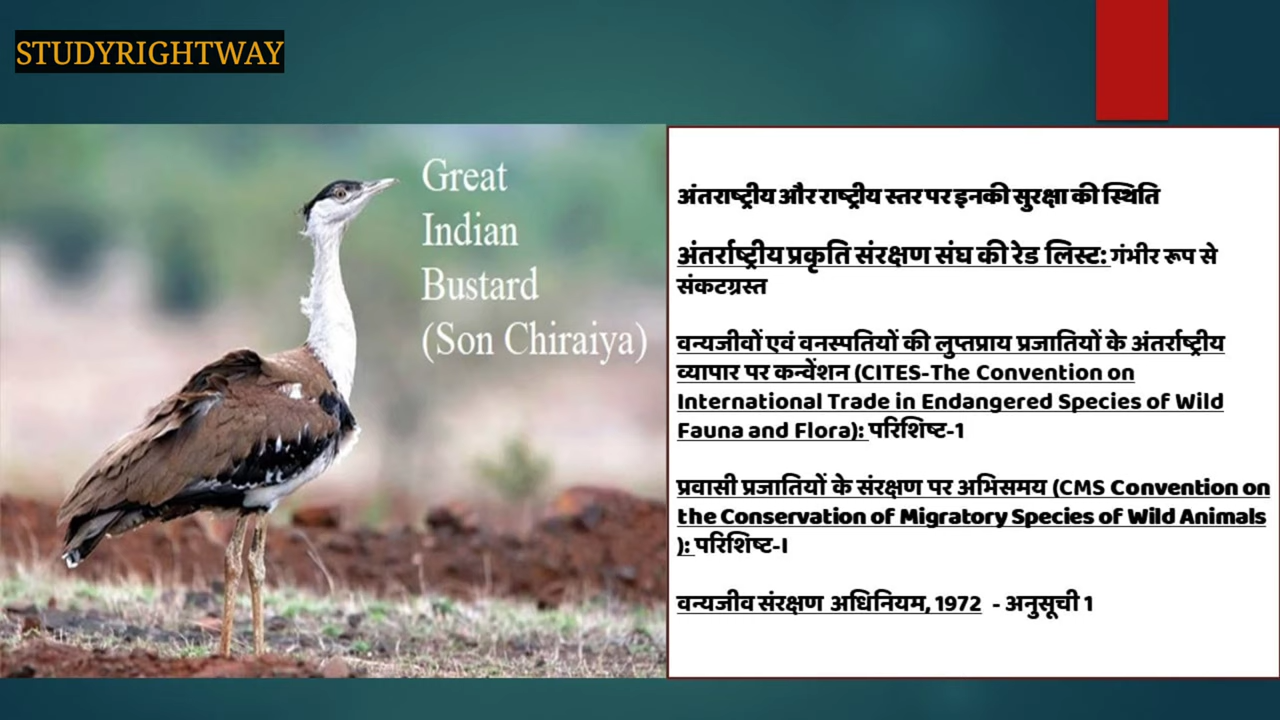 STUDYRIGHTWAY
Great
Indian
Bustard
(Son Chiraiya)
अंतराष्ट्रीय और राष्ट्रीय स्तर पर इनकी सुरक्षा की स्थिति
अंतर्राष्ट्रीय प्रकृति संरक्षण संघ की रेड लिस्ट: गंभीर रूप से
संकटग्रस्त
वन्यजीवों एवं वनस्पतियों की लुप्तप्राय प्रजातियों के अंतर्राष्ट्रीय
व्यापार पर कन्वेंशन (CITES-The Convention on
International Trade in Endangered Species of Wild
Fauna and Flora): परिशिष्ट-1
प्रवासी प्रजातियों के संरक्षण पर अभिसमय (CMS Convention on
the Conservation of Migratory Species of Wild Animals
): परिशिष्ट-I
वन्यजीव संरक्षण अधिनियम, 1972 - अनुसूची 1